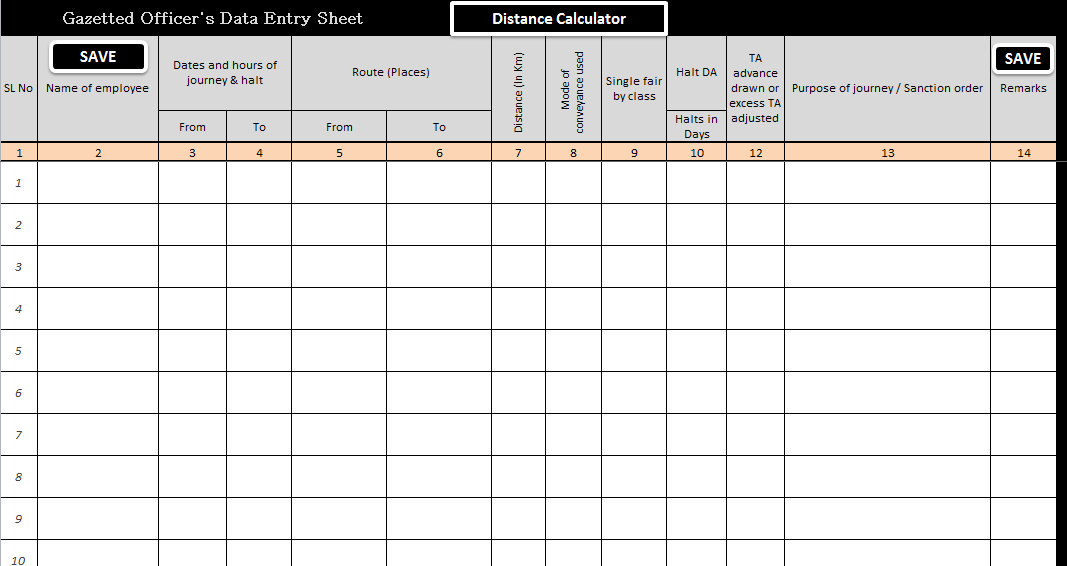 Gazetted Officer's Data Entry Sheet
Distance Calculator
SL No
SAVE
Name of employee
Dates and hours of
journey & halt
From
To
Route (Places)
From
To
Distance (In Km)
Mode of
conveyance used
Single fair
by class
Halt DA
Halts in
Days
TA
advance
drawn or
excess TA
adjusted
Purpose of journey / Sanction order
SAVE
Remarks
1 2 3 4 5 6 7 8 9 10 12 13 14
1
2
3
4
5
6
7
8
9
10